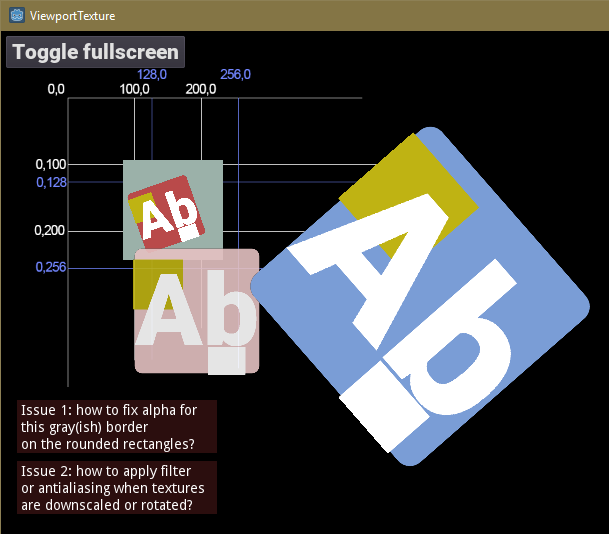 ViewportTexture
Toggle fullscreen
128,0 256,0
0,0 100,0 200,0
0,100
0,128
0,200
0,256
Ab
Ab
Ab
Issue 1: how to fix alpha for
this gray(ish) border
on the rounded rectangles?
Issue 2: how to apply filter
or antialiasing when textures
are downscaled or rotated?